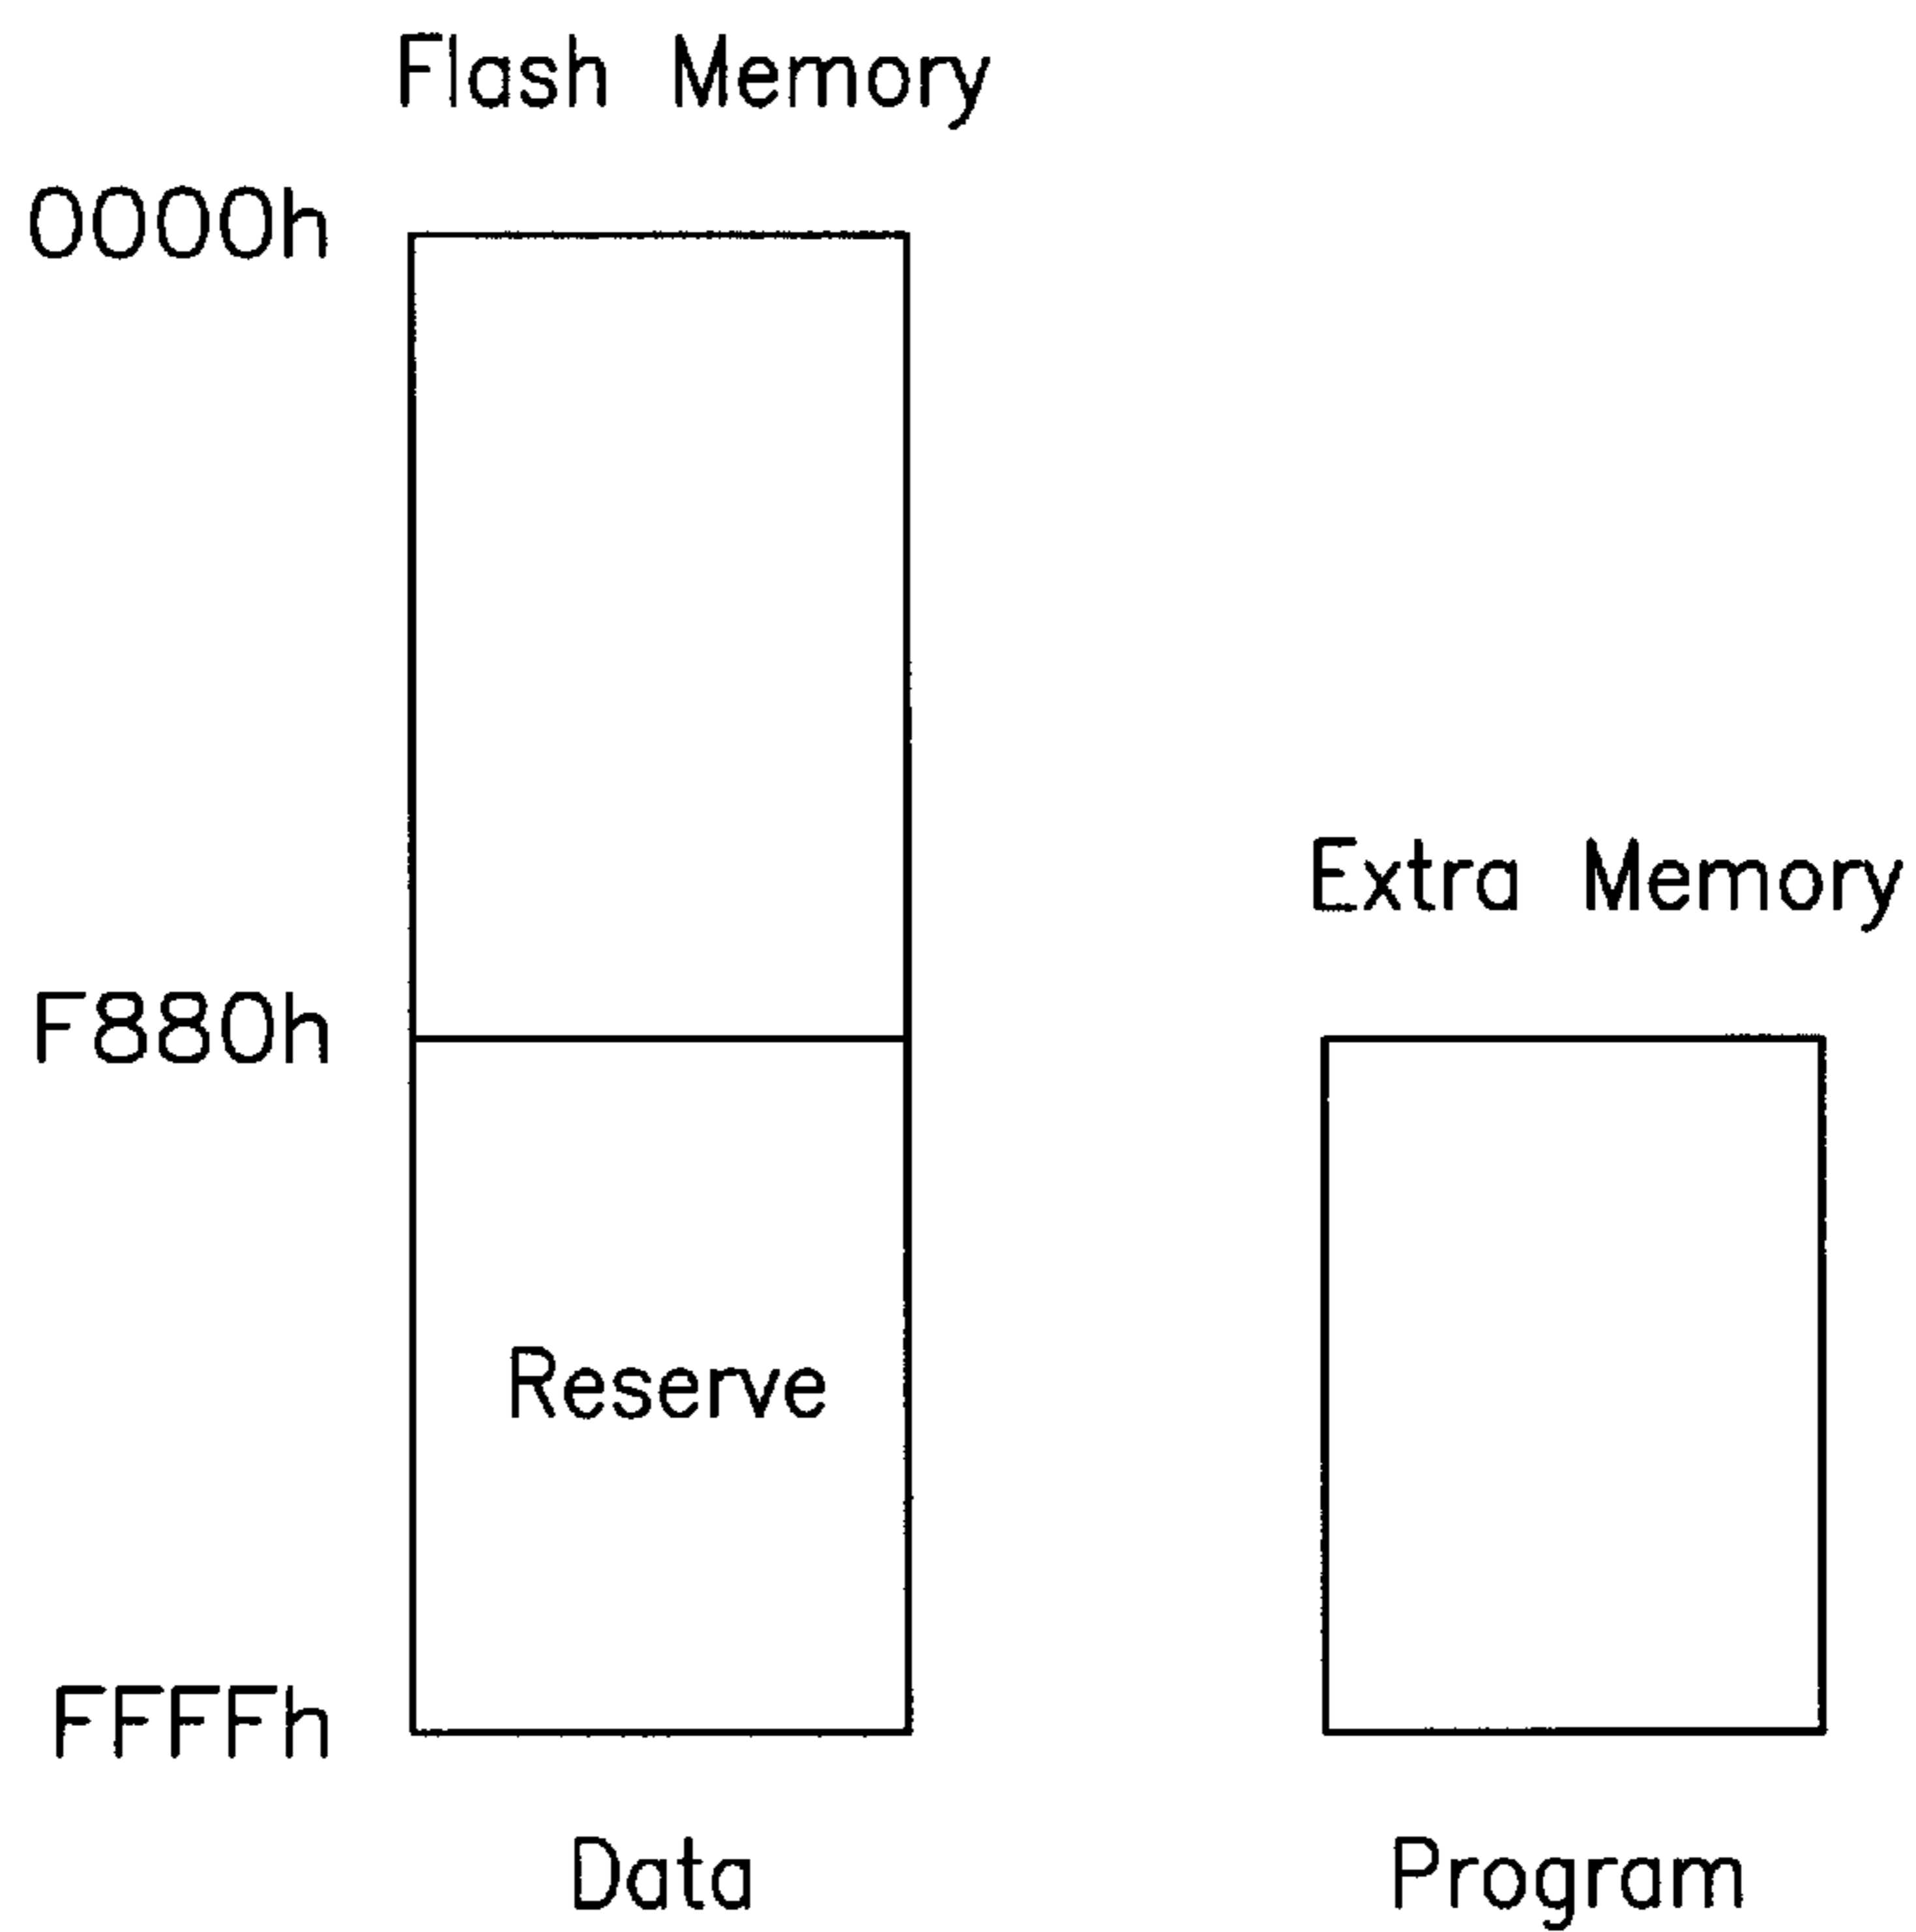 Flash Memory
0000h
Extra Memory
F880h
Reserve
FFFFh
Data Program